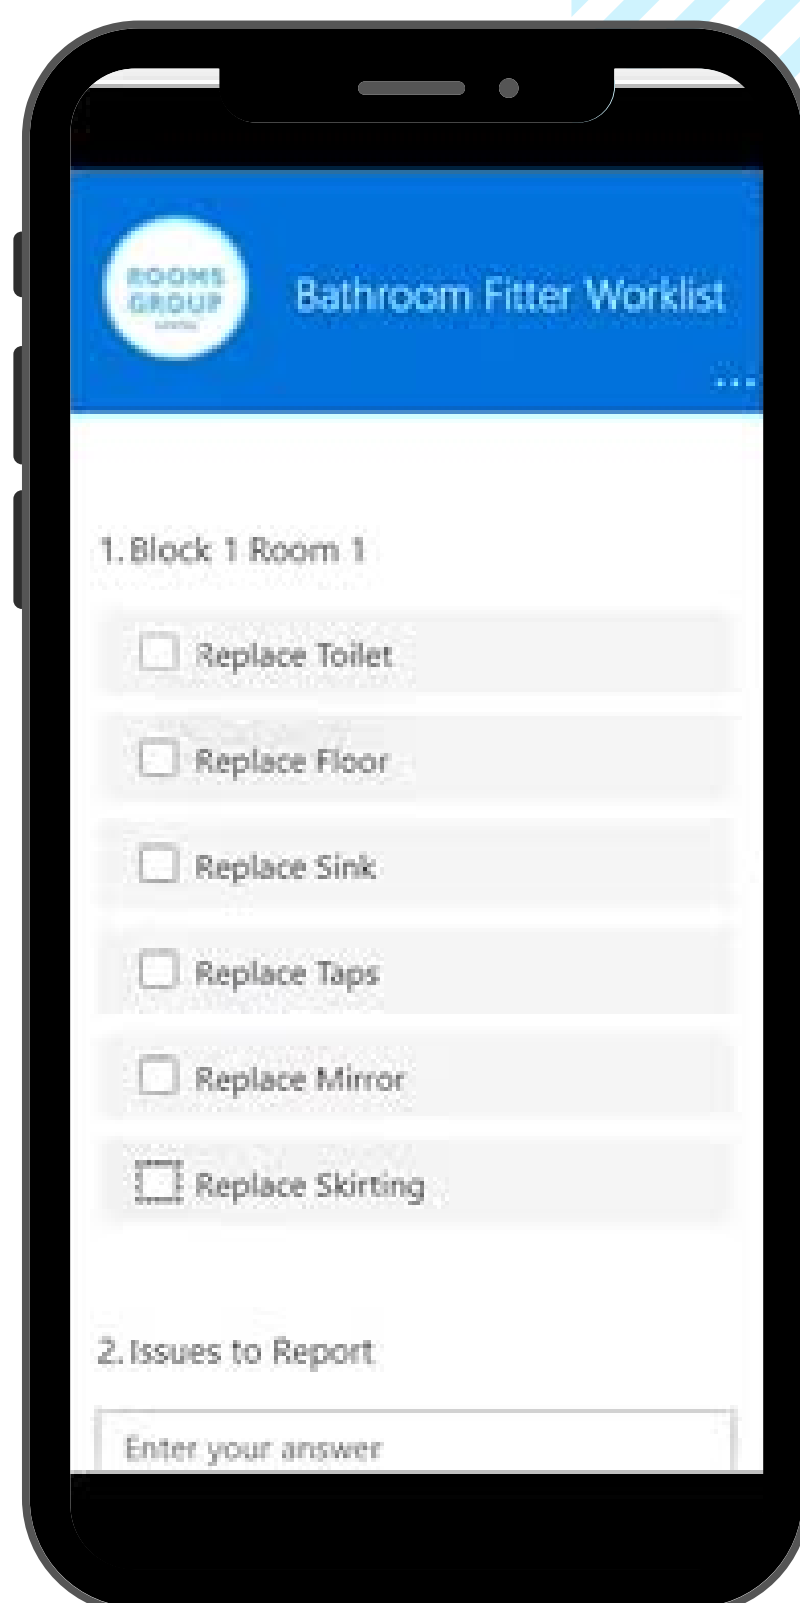 ROOMS
GROUP
Bathroom Fitter Worklist
...
1. Block 1 Room 1
Replace Toilet
Replace Floor
Replace Sink
Replace Taps
Replace Mirror
Replace Skirting
2. Issues to Report
Enter your answer